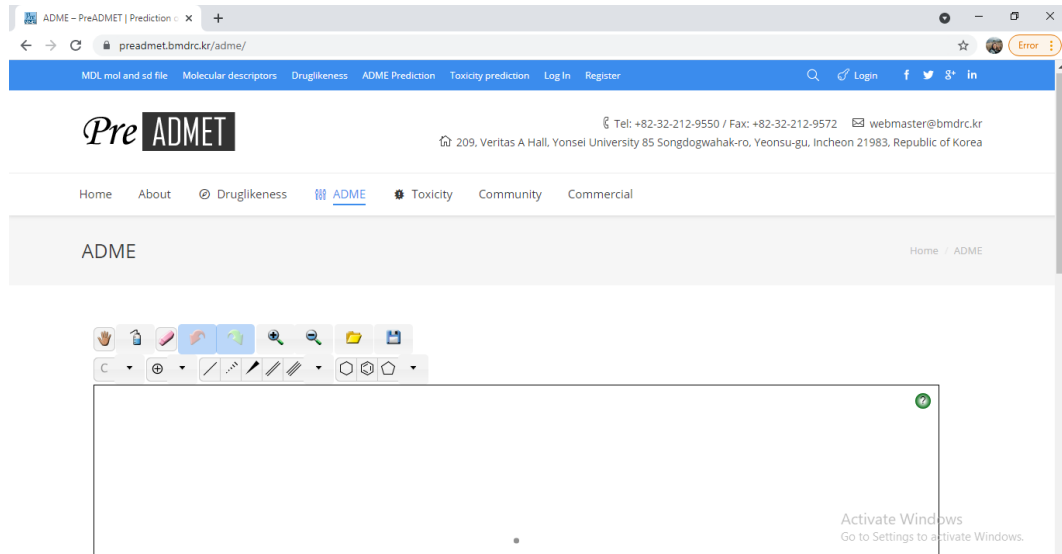 ADME – PreADMET | Prediction o
preadmet.bmdrc.kr/adme/
Error
MDL mol and sd file Molecular descriptors Druglikeness ADME Prediction Toxicity prediction Log In Register Login f g+ in
Pre ADMET
Tel: +82-32-212-9550 / Fax: +82-32-212-9572 webmaster@bmdrc.kr
209, Veritas A Hall, Yonsei University 85 Songdogwahak-ro, Yeonsu-gu, Incheon 21983, Republic of Korea
Home About Druglikeness ADME Toxicity Community Commercial
ADME Home / ADME
C
Activate Windows
Go to Settings to activate Windows.